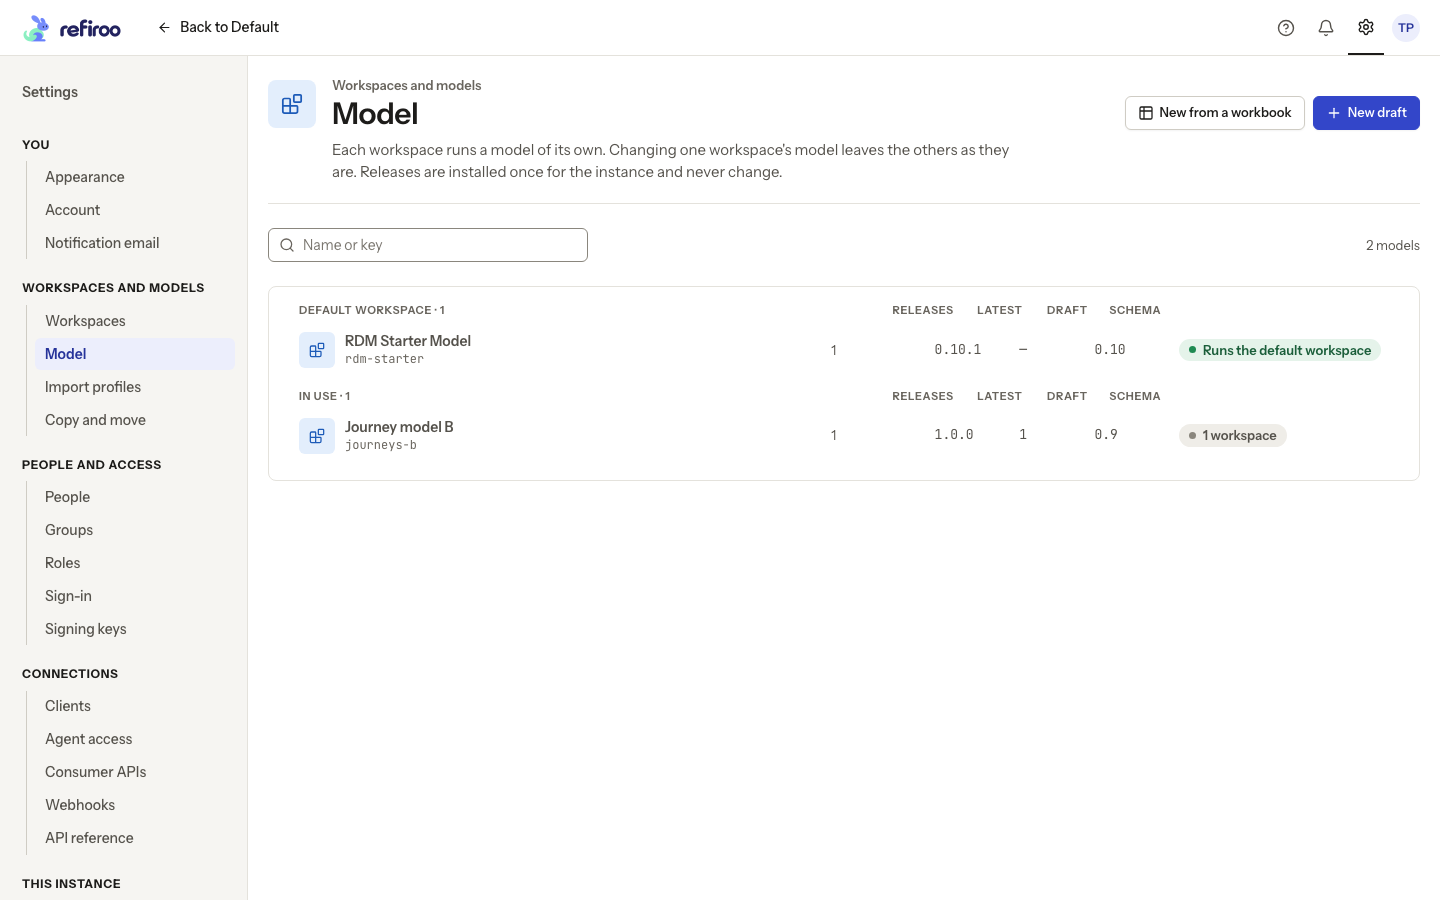 refiroo
Back to Default
TP
Settings
YOU
Appearance
Account
Notification email
WORKSPACES AND MODELS
Workspaces
Model
Import profiles
Copy and move
PEOPLE AND ACCESS
People
Groups
Roles
Sign-in
Signing keys
CONNECTIONS
Clients
Agent access
Consumer APIs
Webhooks
API reference
THIS INSTANCE
Workspaces and models
Model
Each workspace runs a model of its own. Changing one workspace's model leaves the others as they
are. Releases are installed once for the instance and never change.
New from a workbook
New draft
Name or key
2 models
DEFAULT WORKSPACE · 1 RELEASES LATEST DRAFT SCHEMA
RDM Starter Model
rdm-starter
1 0.10.1 — 0.10 Runs the default workspace
IN USE · 1 RELEASES LATEST DRAFT SCHEMA
Journey model B
journeys-b
1 1.0.0 1 0.9 1 workspace